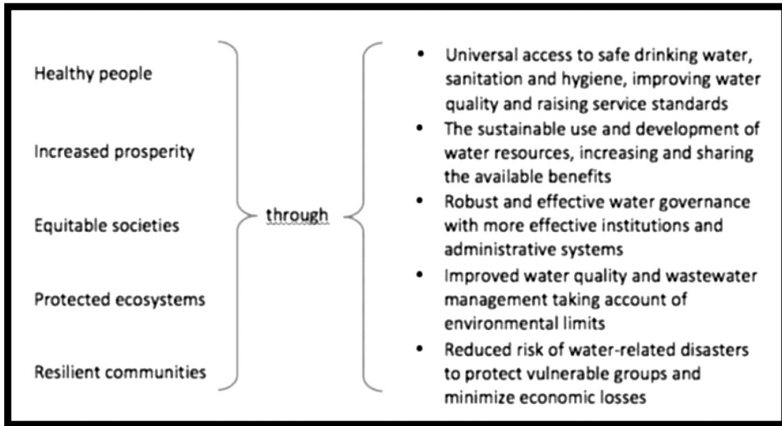 Healthy people
Increased prosperity
Equitable societies
Protected ecosystems
Resilient communities
through
• Universal access to safe drinking water,
sanitation and hygiene, improving water
quality and raising service standards
• The sustainable use and development of
water resources, increasing and sharing
the available benefits
• Robust and effective water governance
with more effective institutions and
administrative systems
• Improved water quality and wastewater
management taking account of
environmental limits
• Reduced risk of water-related disasters
to protect vulnerable groups and
minimize economic losses